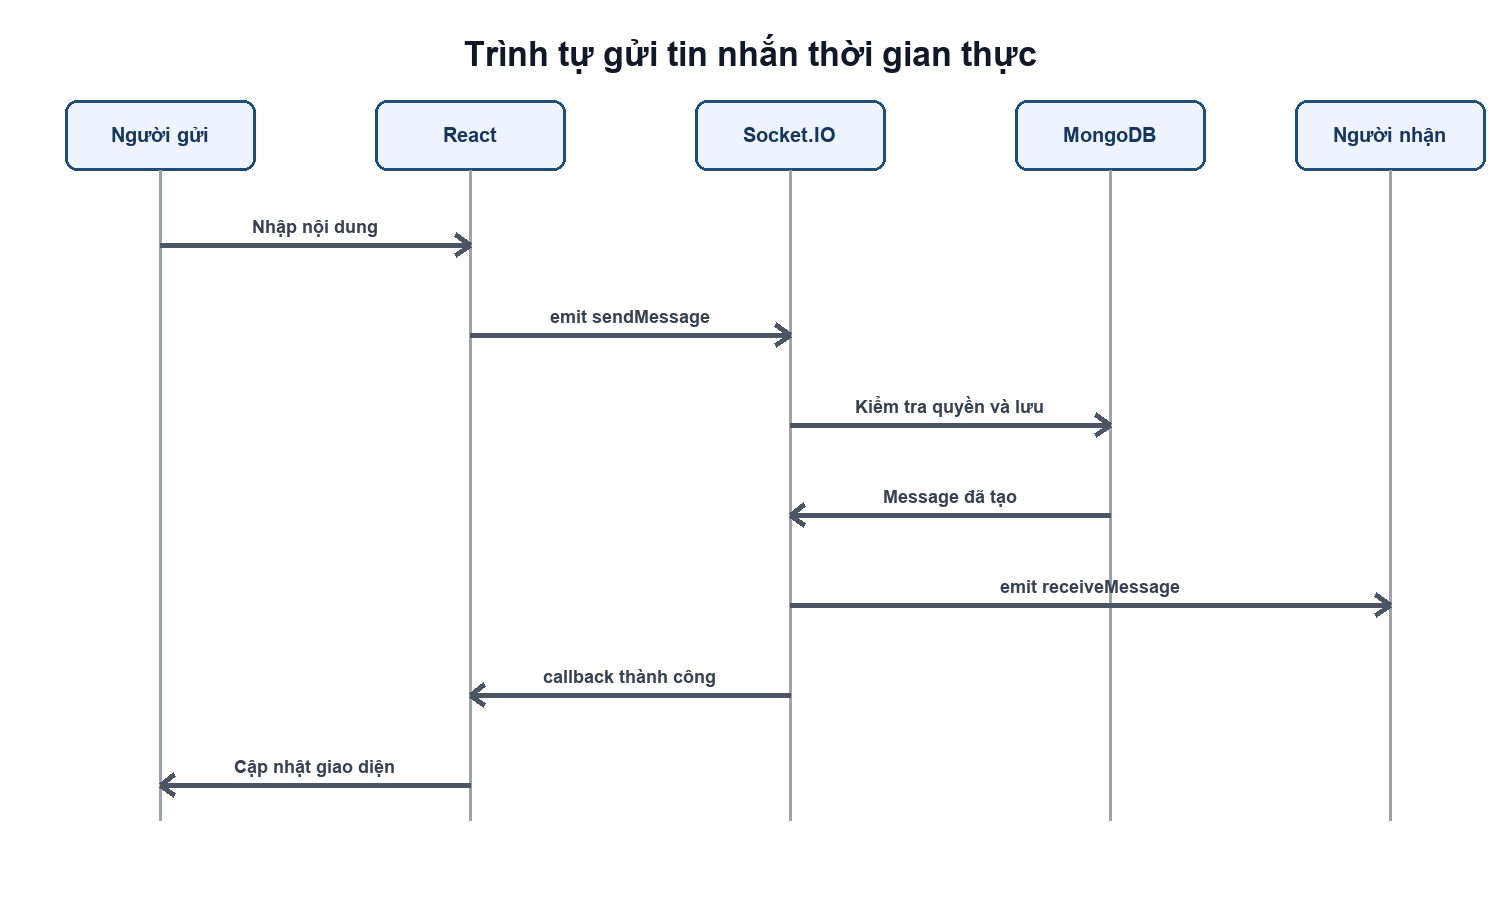 Trình tự gửi tin nhắn thời gian thực
Người gửi
React
Socket.IO
MongoDB
Người nhận
Nhập nội dung
emit sendMessage
Kiểm tra quyền và lưu
Message đã tạo
emit receiveMessage
callback thành công
Cập nhật giao diện